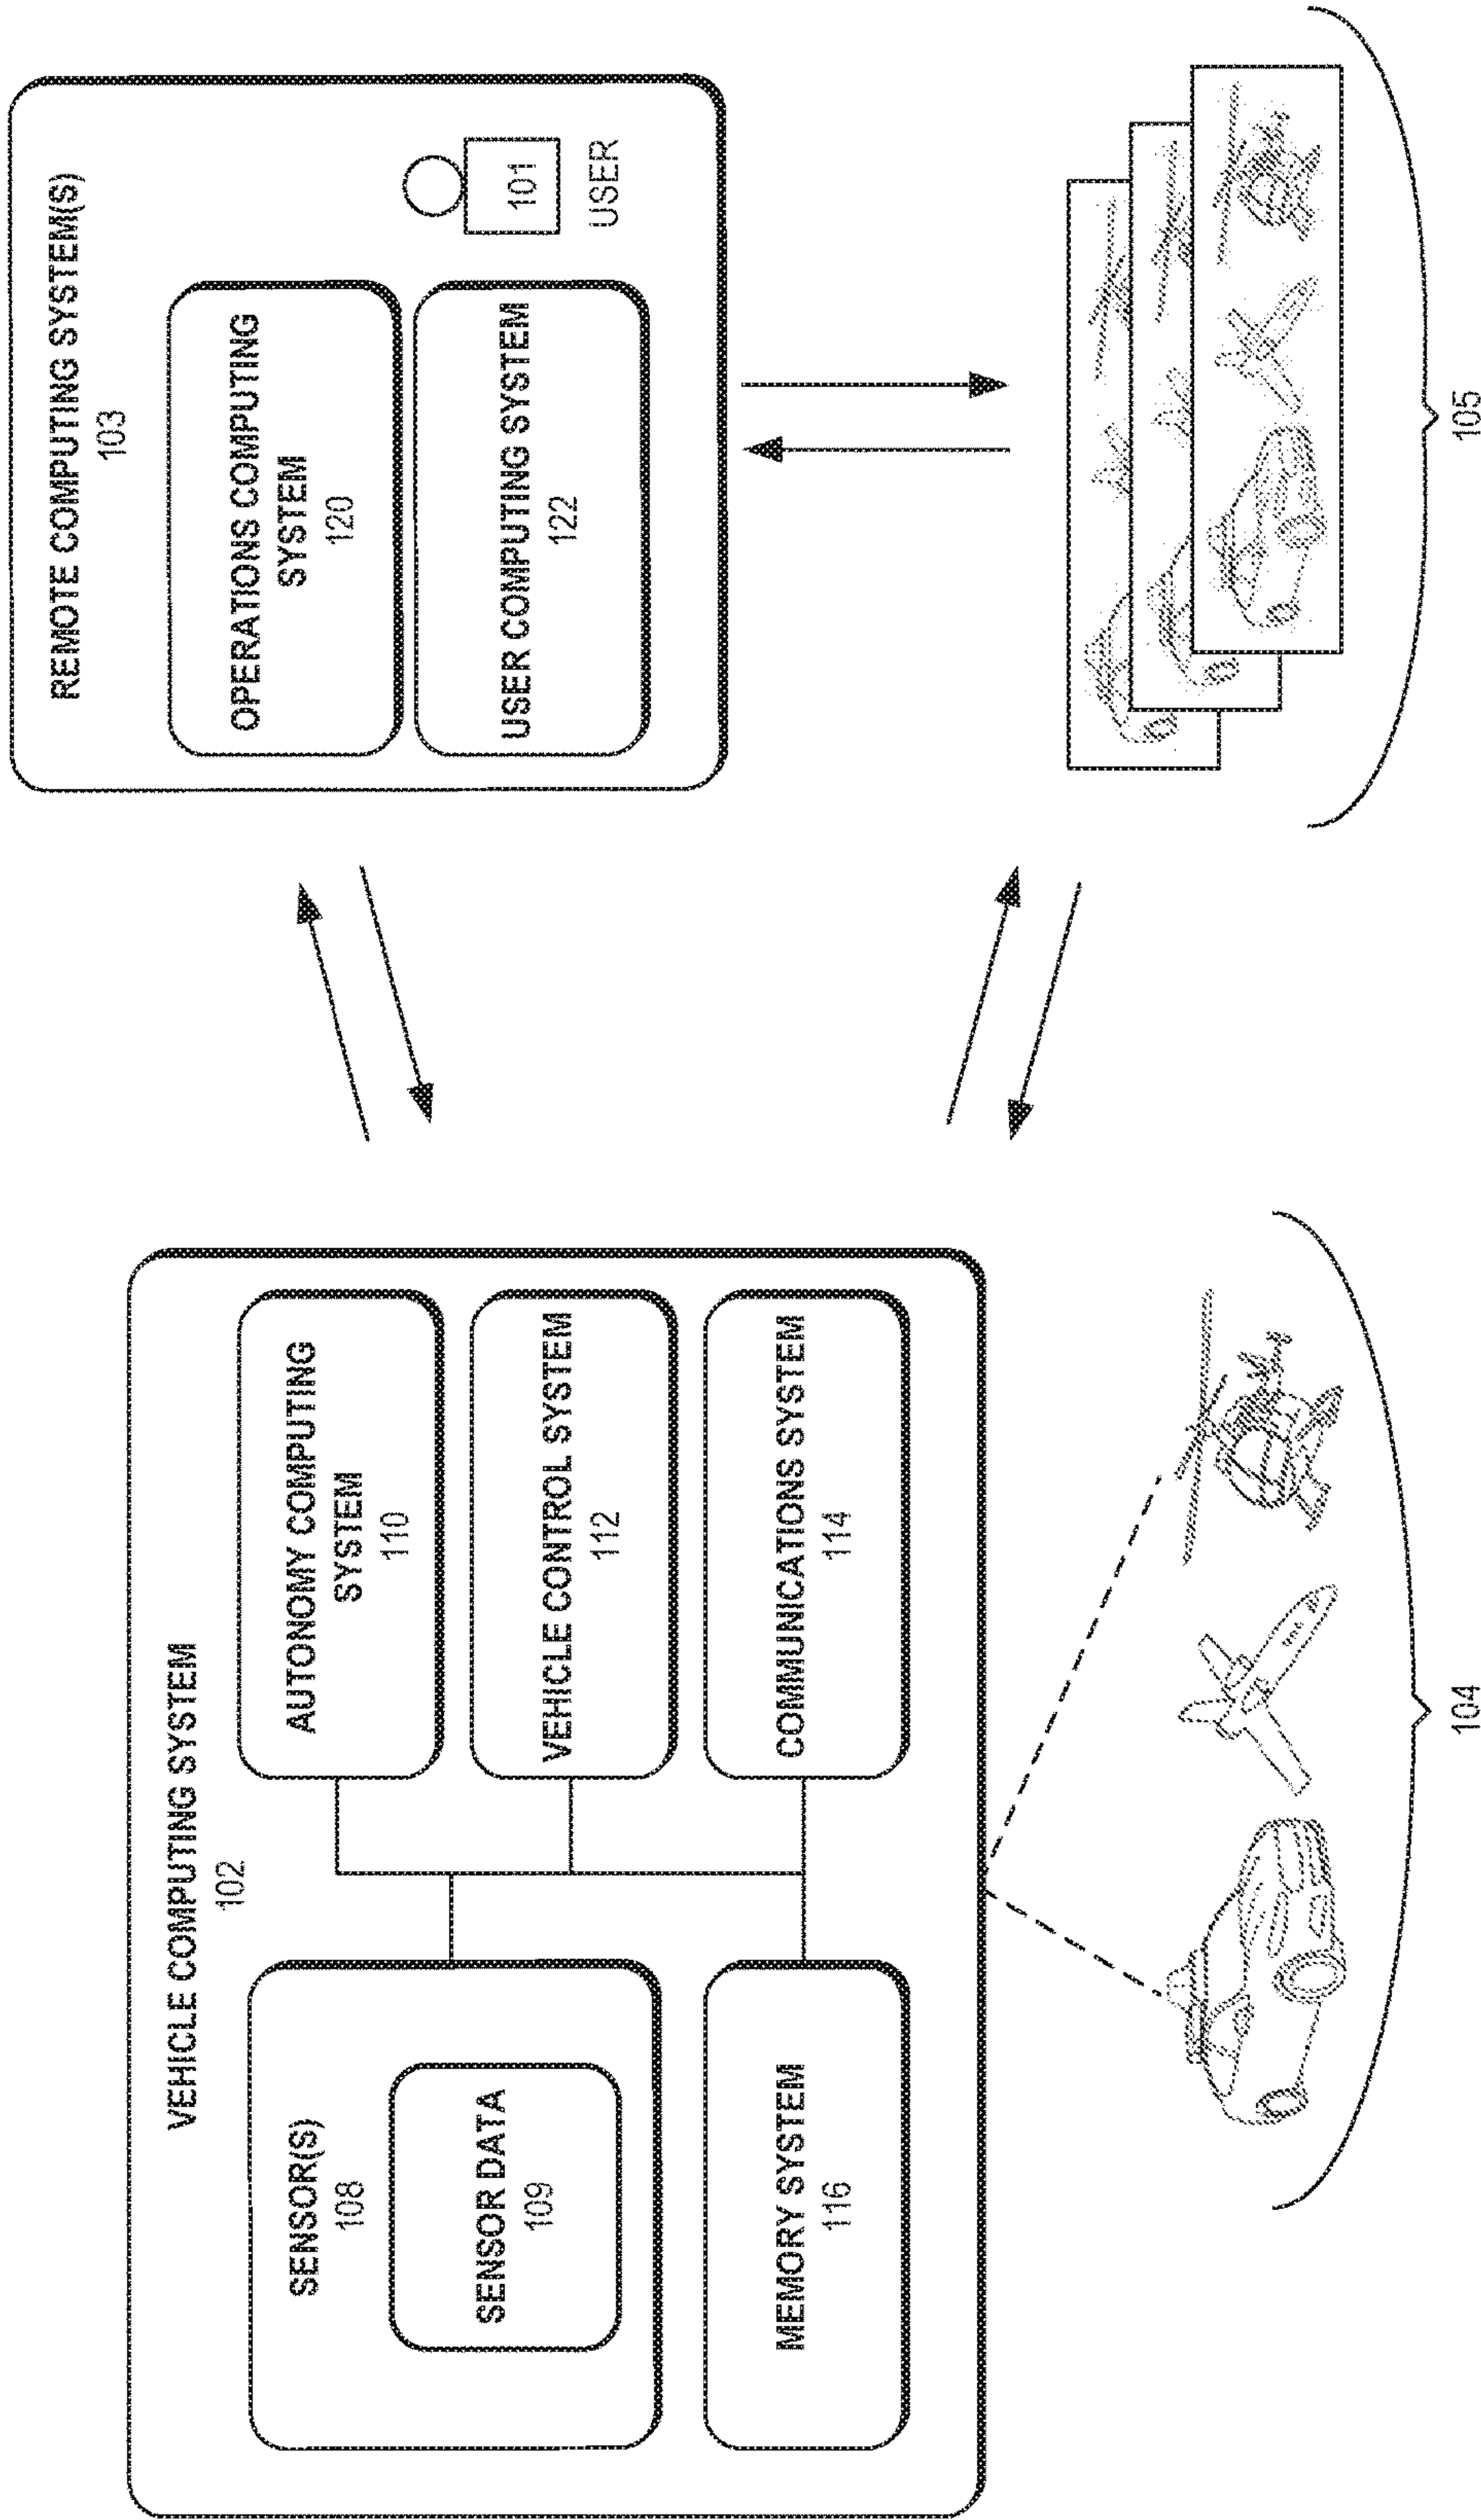 VEHICLE COMPUTING SYSTEM
102
SENSOR(S)
108
SENSOR DATA
109
MEMORY SYSTEM
116
AUTONOMY COMPUTING
SYSTEM
110
VEHICLE CONTROL SYSTEM
112
COMMUNICATIONS SYSTEM
114
104
REMOTE COMPUTING SYSTEM(S)
103
OPERATIONS COMPUTING
SYSTEM
120
USER COMPUTING SYSTEM
122
101
USER
105